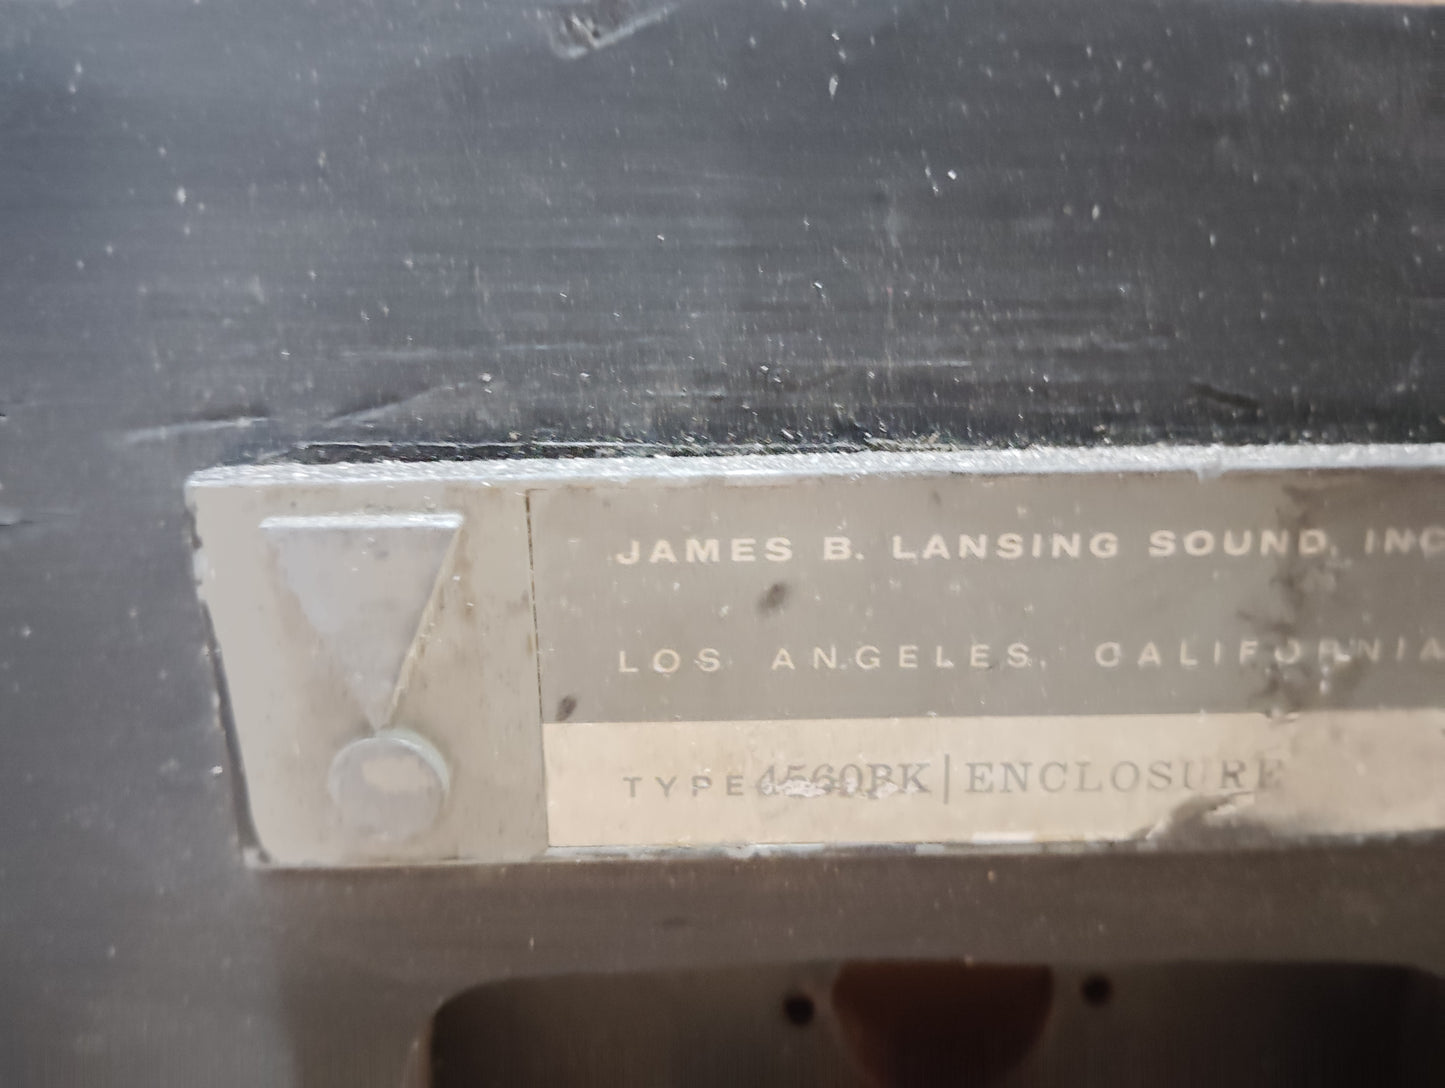 JAMES B. LANSING SOUND, INC
LOS ANGELES, CALIFORNIA
TYPE 4560BK | ENCLOSURE